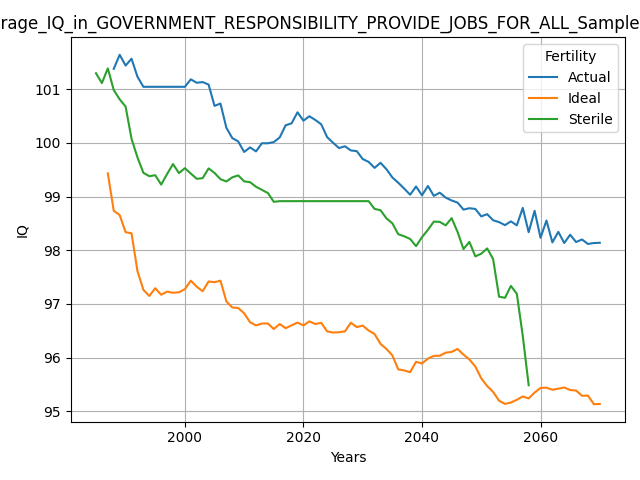 rage_IQ_in_GOVERNMENT_RESPONSIBILITY_PROVIDE_JOBS_FOR_ALL_Sample
Fertility
Actual
Ideal
Sterile
IQ
101
100
99
98
97
96
95
2000
2020
2040
2060
Years